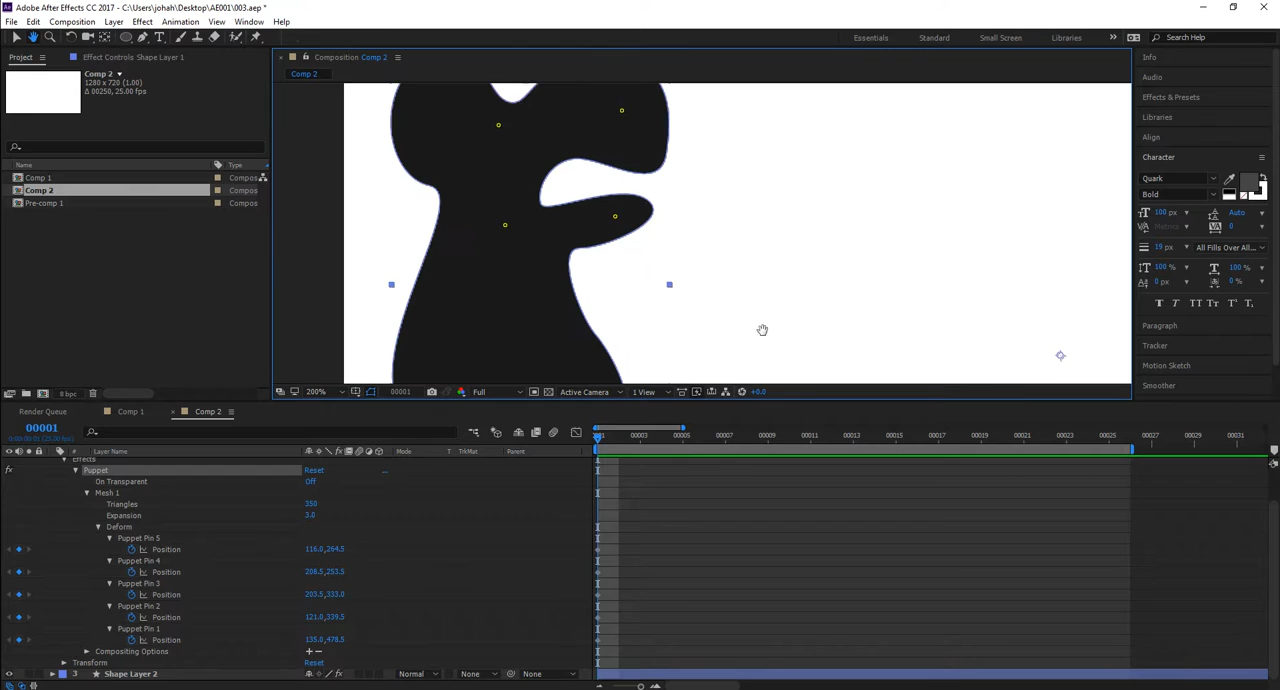 Adobe After Effects CC 2017 - C:\Users\johah\Desktop\AE001\003.aep *
File Edit Composition Layer Effect Animation View Window Help
Essentials Standard Small Screen Libraries Search Help
Project Effect Controls Shape Layer 1 Composition Comp 2 Info
Comp 2
1280 x 720 (1.00)
Δ 00250, 25.00 fps
Comp 2
Audio
Effects & Presets
Libraries
Align
Character
Quark
Bold
100 px Auto
Metrics 0
19 px All Fills Over All...
100 % 100 %
0 px 0 %
T T TT Tt T' T,
Paragraph
Tracker
Motion Sketch
Smoother
Name Type
Comp 1 Compos
Comp 2 Compos
Pre-comp 1 Compos
8 bpc
200% 00001 Full Active Camera 1 View +0.0
Render Queue Comp 1 Comp 2
00001
0:00:00:01 (25.00 fps)
00003 00005 00007 00009 00011 00013 00015 00017 00019 00021 00023 00025 00027 00029 00031
# Layer Name Mode T TrkMat Parent
Effects
Puppet Reset ...
On Transparent Off
Mesh 1
Triangles 350
Expansion 3.0
Deform
Puppet Pin 5
Position 116.0,264.5
Puppet Pin 4
Position 208.5,253.5
Puppet Pin 3
Position 203.5,333.0
Puppet Pin 2
Position 121.0,339.5
Puppet Pin 1
Position 135.0,478.5
Compositing Options + −
Transform Reset
3 Shape Layer 2 Normal None None